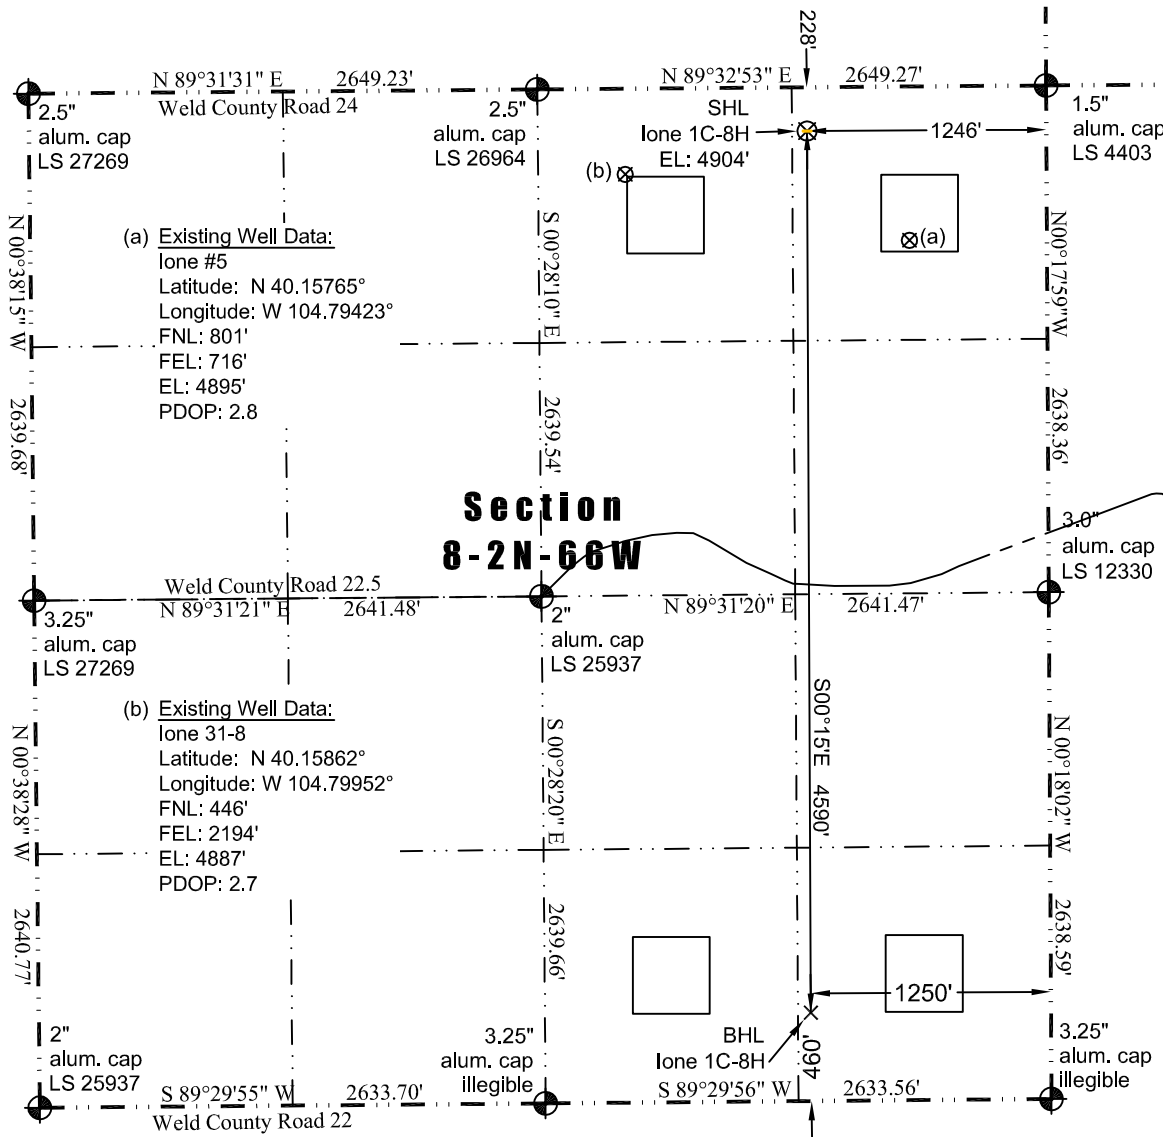 228'
N 89°31'31" E 2649.23'
N 89°32'53" E 2649.27'
Weld County Road 24
2.5"
alum. cap
LS 27269
2.5"
alum. cap
LS 26964
SHL
Ione 1C-8H
EL: 4904'
1246'
1.5"
alum. cap
LS 4403
(b)
(a)
(a) Existing Well Data:
Ione #5
Latitude: N 40.15765°
Longitude: W 104.79423°
FNL: 801'
FEL: 716'
EL: 4895'
PDOP: 2.8
N 00°38'15" W 2639.68'
S 00°28'10" E 2639.54'
N00°17'59"W 2638.36'
Section
8-2N-66W
3.0"
alum. cap
LS 12330
Weld County Road 22.5
N 89°31'21" E 2641.48'
N 89°31'20" E 2641.47'
3.25"
alum. cap
LS 27269
2"
alum. cap
LS 25937
S00°15'E 4590'
(b) Existing Well Data:
Ione 31-8
Latitude: N 40.15862°
Longitude: W 104.79952°
FNL: 446'
FEL: 2194'
EL: 4887'
PDOP: 2.7
N 00°38'28" W 2640.77'
S 00°28'20" E 2639.66'
N 00°18'02" W 2638.59'
1250'
BHL
Ione 1C-8H
460'
2"
alum. cap
LS 25937
3.25"
alum. cap
illegible
3.25"
alum. cap
illegible
S 89°29'55" W 2633.70'
S 89°29'56" W 2633.56'
Weld County Road 22